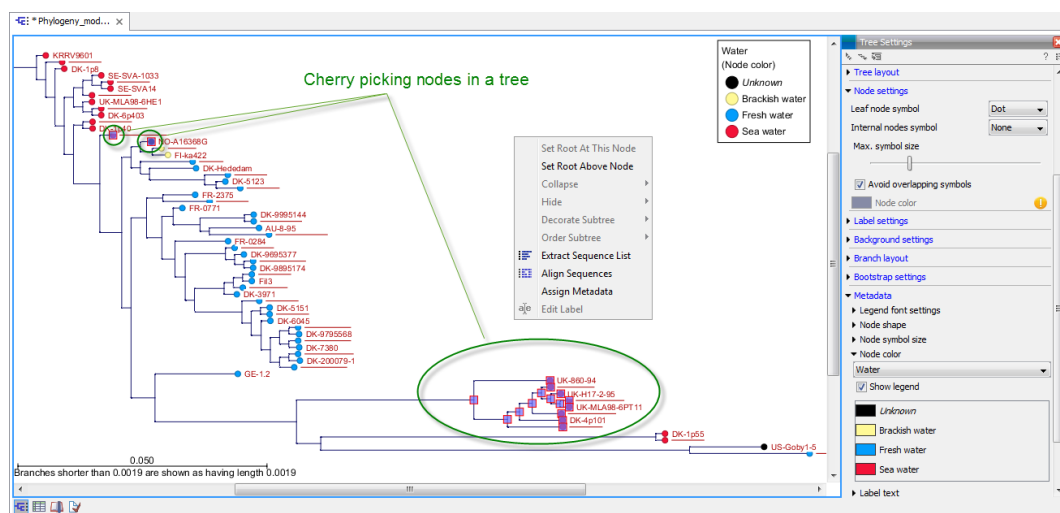 * Phylogeny_mod... ×
KRRV9601
DK-1p8
SE-SVA-1033
SE-SVA14
UK-MLA98-6HE1
DK-6p403
DK-1p40
NO-A16368G
FI-ka422
DK-Hededam
DK-5123
FR-2375
FR-0771
DK-9995144
AU-8-95
FR-0284
DK-9695377
DK-9895174
Fil3
DK-3971
DK-5151
DK-6045
DK-9795568
DK-7380
DK-200079-1
GE-1.2
UK-860-94
UK-H17-2-95
UK-MLA98-6PT11
DK-4p101
DK-1p55
US-Goby1-5
0.050
Branches shorter than 0.0019 are shown as having length 0.0019
Cherry picking nodes in a tree
Water
(Node color)
Unknown
Brackish water
Fresh water
Sea water
Set Root At This Node
Set Root Above Node
Collapse
Hide
Decorate Subtree
Order Subtree
Extract Sequence List
Align Sequences
Assign Metadata
Edit Label
Tree Settings
Tree layout
Node settings
Leaf node symbol Dot
Internal nodes symbol None
Max. symbol size
Avoid overlapping symbols
Node color
Label settings
Background settings
Branch layout
Bootstrap settings
Metadata
Legend font settings
Node shape
Node symbol size
Node color
Water
Show legend
Unknown
Brackish water
Fresh water
Sea water
Label text